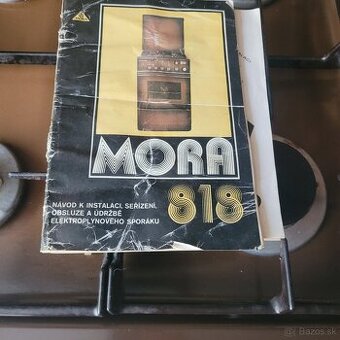 MORA
818
NÁVOD K INSTALACI, SEŘÍZENÍ,
OBSLUZE A ÚDRŽBĚ
ELEKTROPLYNOVÉHO SPORÁKU
Bazos.sk